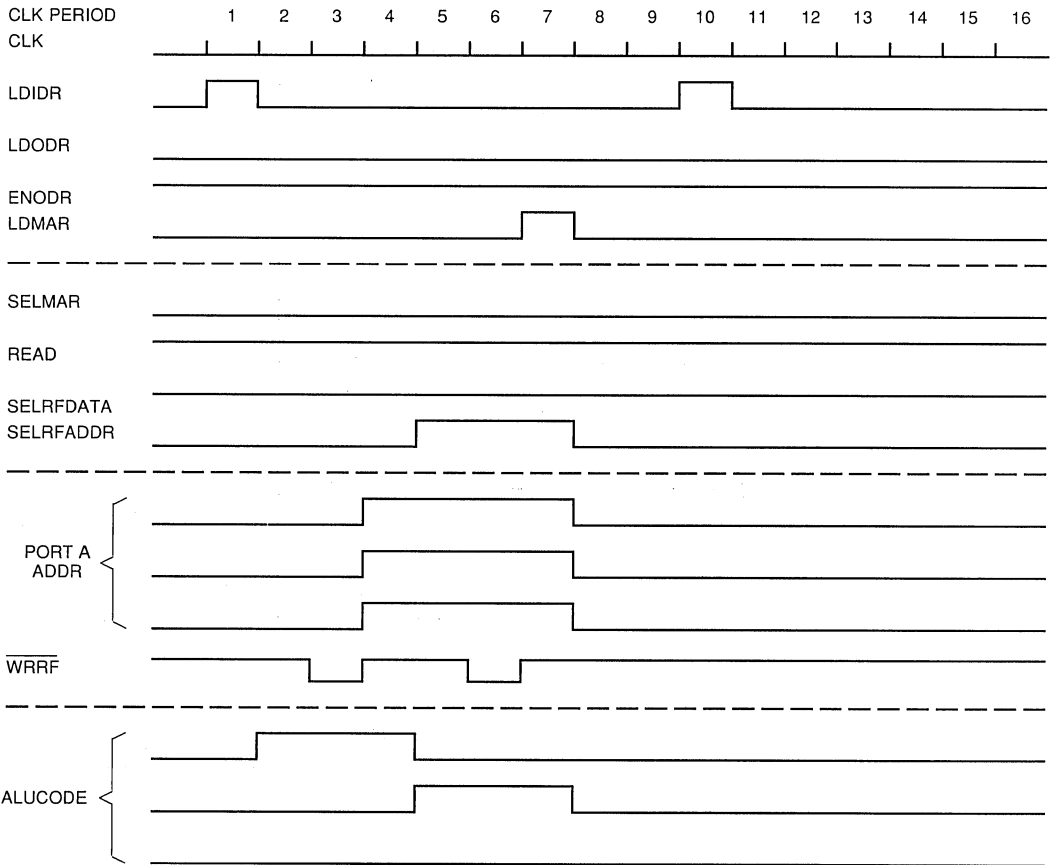 CLK PERIOD 1 2 3 4 5 6 7 8 9 10 11 12 13 14 15 16
CLK
LDIDR
LDODR
ENODR
LDMAR
SELMAR
READ
SELRFDATA
SELRFADDR
PORT A
ADDR
WRRF
ALUCODE